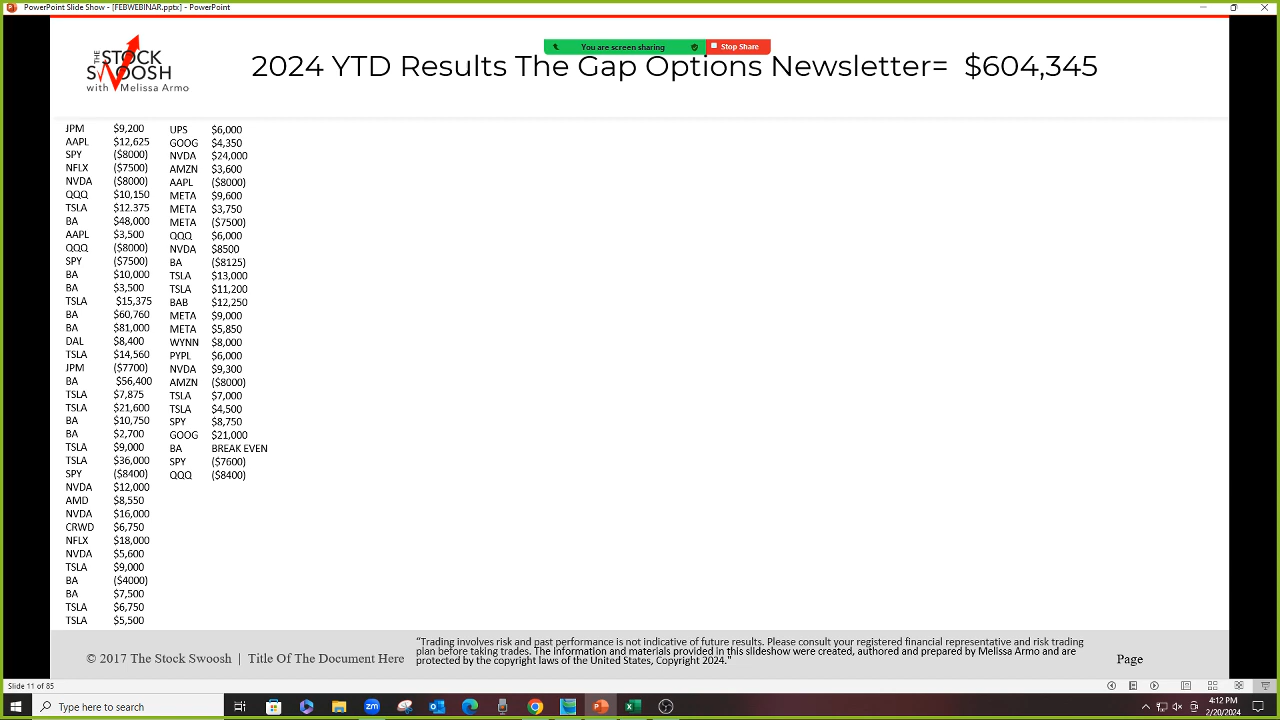 PowerPoint Slide Show - [FEBWEBINAR.pptx] - PowerPoint
You are screen sharing
Stop Share
THE
STOCK
SWOOSH
with Melissa Armo
2024 YTD Results The Gap Options Newsletter= $604,345
JPM $9,200
AAPL $12,625
SPY ($8000)
NFLX ($7500)
NVDA ($8000)
QQQ $10,150
TSLA $12.375
BA $48,000
AAPL $3,500
QQQ ($8000)
SPY ($7500)
BA $10,000
BA $3,500
TSLA $15,375
BA $60,760
BA $81,000
DAL $8,400
TSLA $14,560
JPM ($7700)
BA $56,400
TSLA $7,875
TSLA $21,600
BA $10,750
BA $2,700
TSLA $9,000
TSLA $36,000
SPY ($8400)
NVDA $12,000
AMD $8,550
NVDA $16,000
CRWD $6,750
NFLX $18,000
NVDA $5,600
TSLA $9,000
BA ($4000)
BA $7,500
TSLA $6,750
TSLA $5,500
UPS $6,000
GOOG $4,350
NVDA $24,000
AMZN $3,600
AAPL ($8000)
META $9,600
META $3,750
META ($7500)
QQQ $6,000
NVDA $8500
BA ($8125)
TSLA $13,000
TSLA $11,200
BAB $12,250
META $9,000
META $5,850
WYNN $8,000
PYPL $6,000
NVDA $9,300
AMZN ($8000)
TSLA $7,000
TSLA $4,500
SPY $8,750
GOOG $21,000
BA BREAK EVEN
SPY ($7600)
QQQ ($8400)
© 2017 The Stock Swoosh | Title Of The Document Here
"Trading involves risk and past performance is not indicative of future results. Please consult your registered financial representative and risk trading
plan before taking trades. The information and materials provided in this slideshow were created, authored and prepared by Melissa Armo and are
protected by the copyright laws of the United States, Copyright 2024."
Page
Slide 11 of 85
Type here to search
4:12 PM
2/20/2024